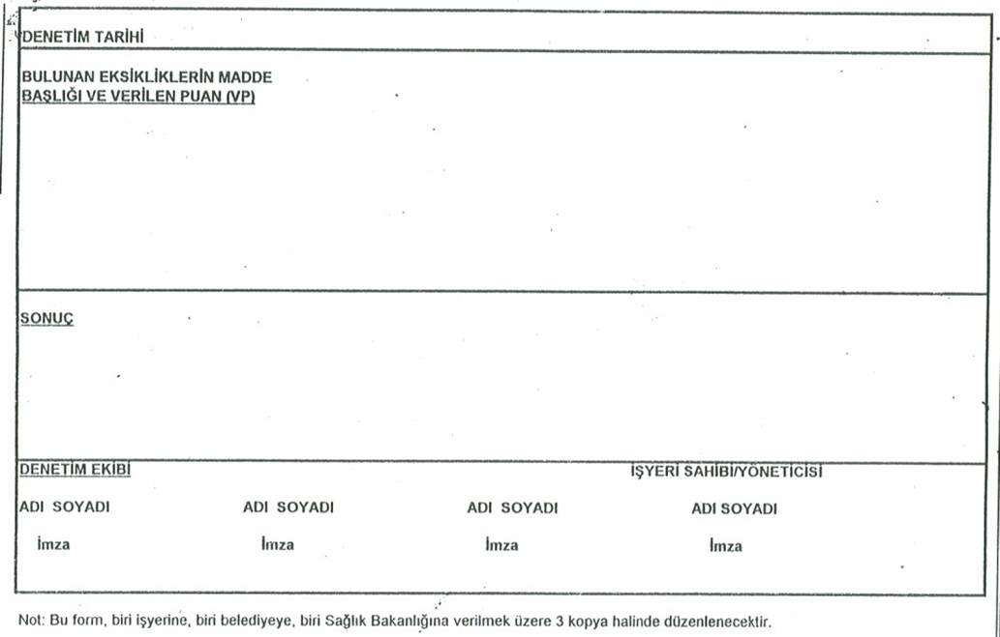 DENETİM TARİHİ
BULUNAN EKSİKLİKLERİN MADDE
BAŞLIĞI VE VERİLEN PUAN (VP)
SONUÇ
DENETİM EKİBİ İŞYERİ SAHİBİ/YÖNETİCİSİ
ADI SOYADI ADI SOYADI ADI SOYADI ADI SOYADI
İmza İmza İmza İmza
Not: Bu form, biri işyerine, biri belediyeye, biri Sağlık Bakanlığına verilmek üzere 3 kopya halinde düzenlenecektir.